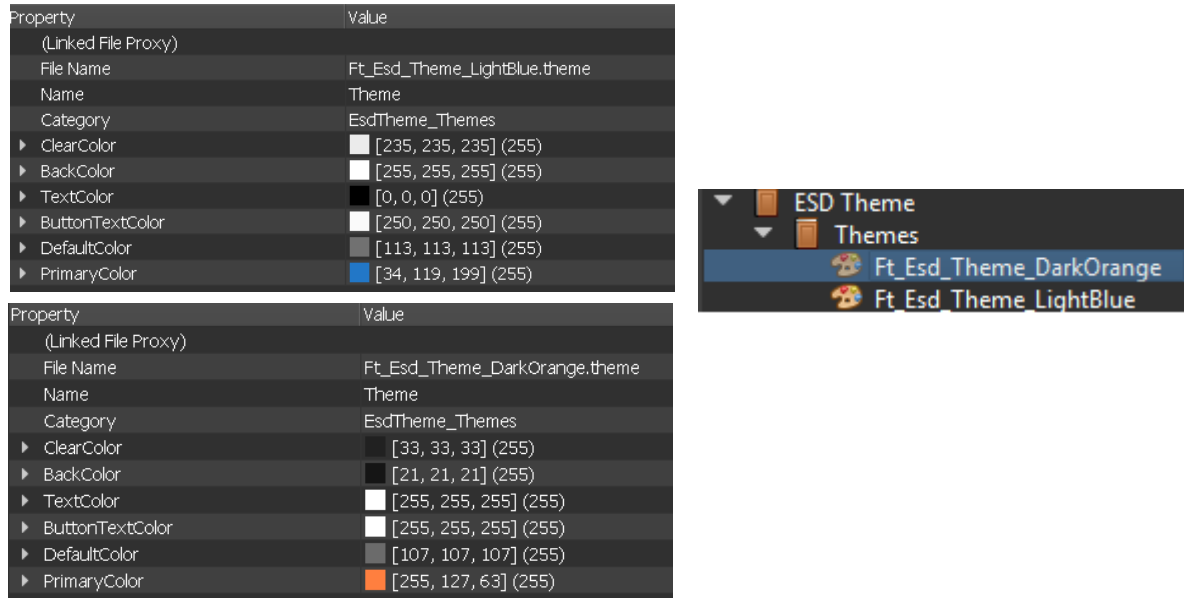 Property Value
(Linked File Proxy)
File Name Ft_Esd_Theme_LightBlue.theme
Name Theme
Category EsdTheme_Themes
ClearColor [235, 235, 235] (255)
BackColor [255, 255, 255] (255)
TextColor [0, 0, 0] (255)
ButtonTextColor [250, 250, 250] (255)
DefaultColor [113, 113, 113] (255)
PrimaryColor [34, 119, 199] (255)
Property Value
(Linked File Proxy)
File Name Ft_Esd_Theme_DarkOrange.theme
Name Theme
Category EsdTheme_Themes
ClearColor [33, 33, 33] (255)
BackColor [21, 21, 21] (255)
TextColor [255, 255, 255] (255)
ButtonTextColor [255, 255, 255] (255)
DefaultColor [107, 107, 107] (255)
PrimaryColor [255, 127, 63] (255)
ESD Theme
Themes
Ft_Esd_Theme_DarkOrange
Ft_Esd_Theme_LightBlue